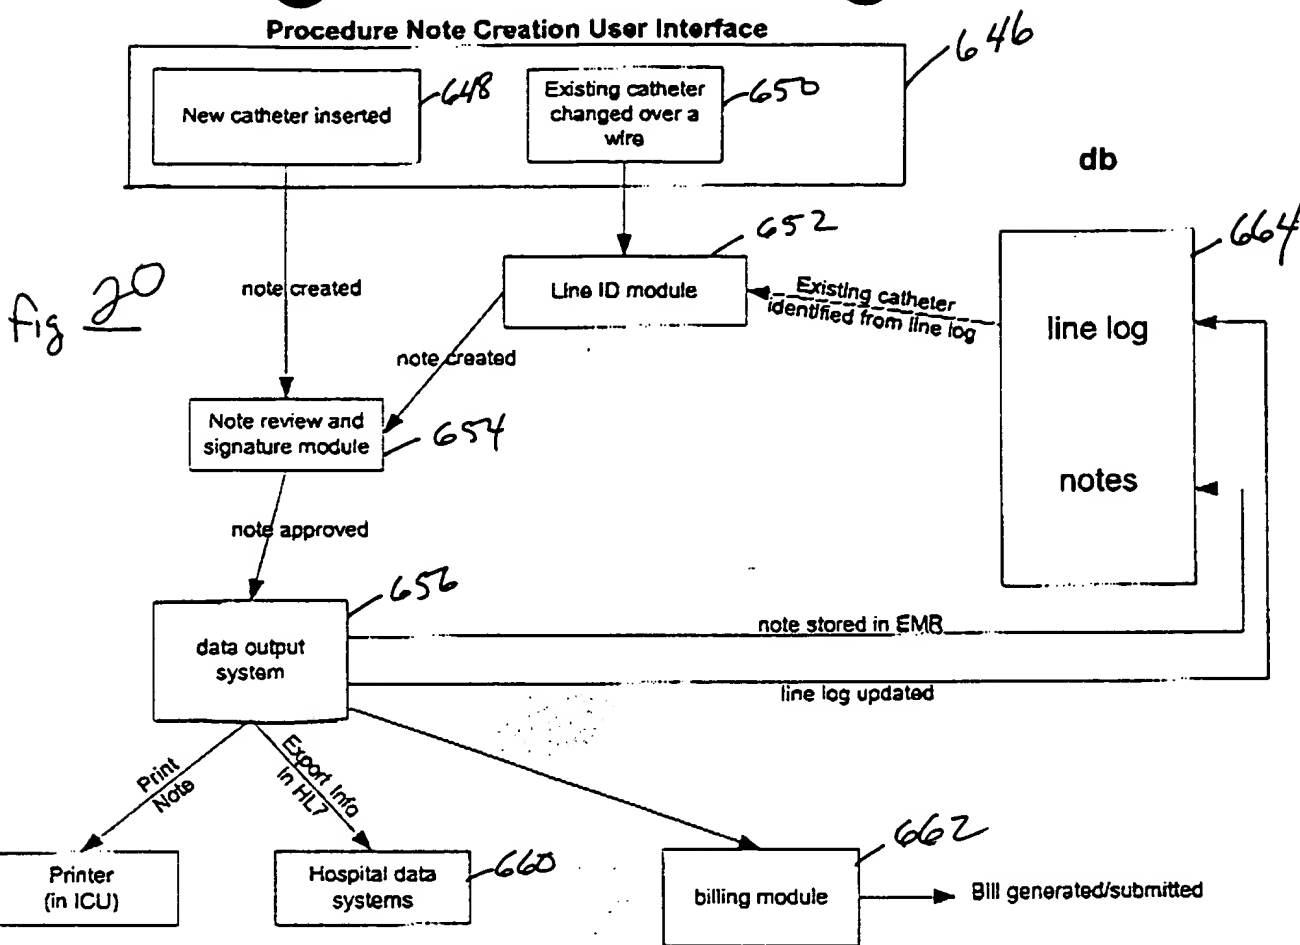 Procedure Note Creation User Interface
646
New catheter inserted
648
Existing catheter
changed over a
wire
650
db
652
664
Line ID module
Existing catheter
identified from line log
line log
notes
fig 20
note created
note created
Note review and
signature module
654
note approved
656
data output
system
note stored in EMR
line log updated
Print
Note
Export Info
In HL7
Printer
(in ICU)
Hospital data
systems
660
662
billing module
Bill generated/submitted